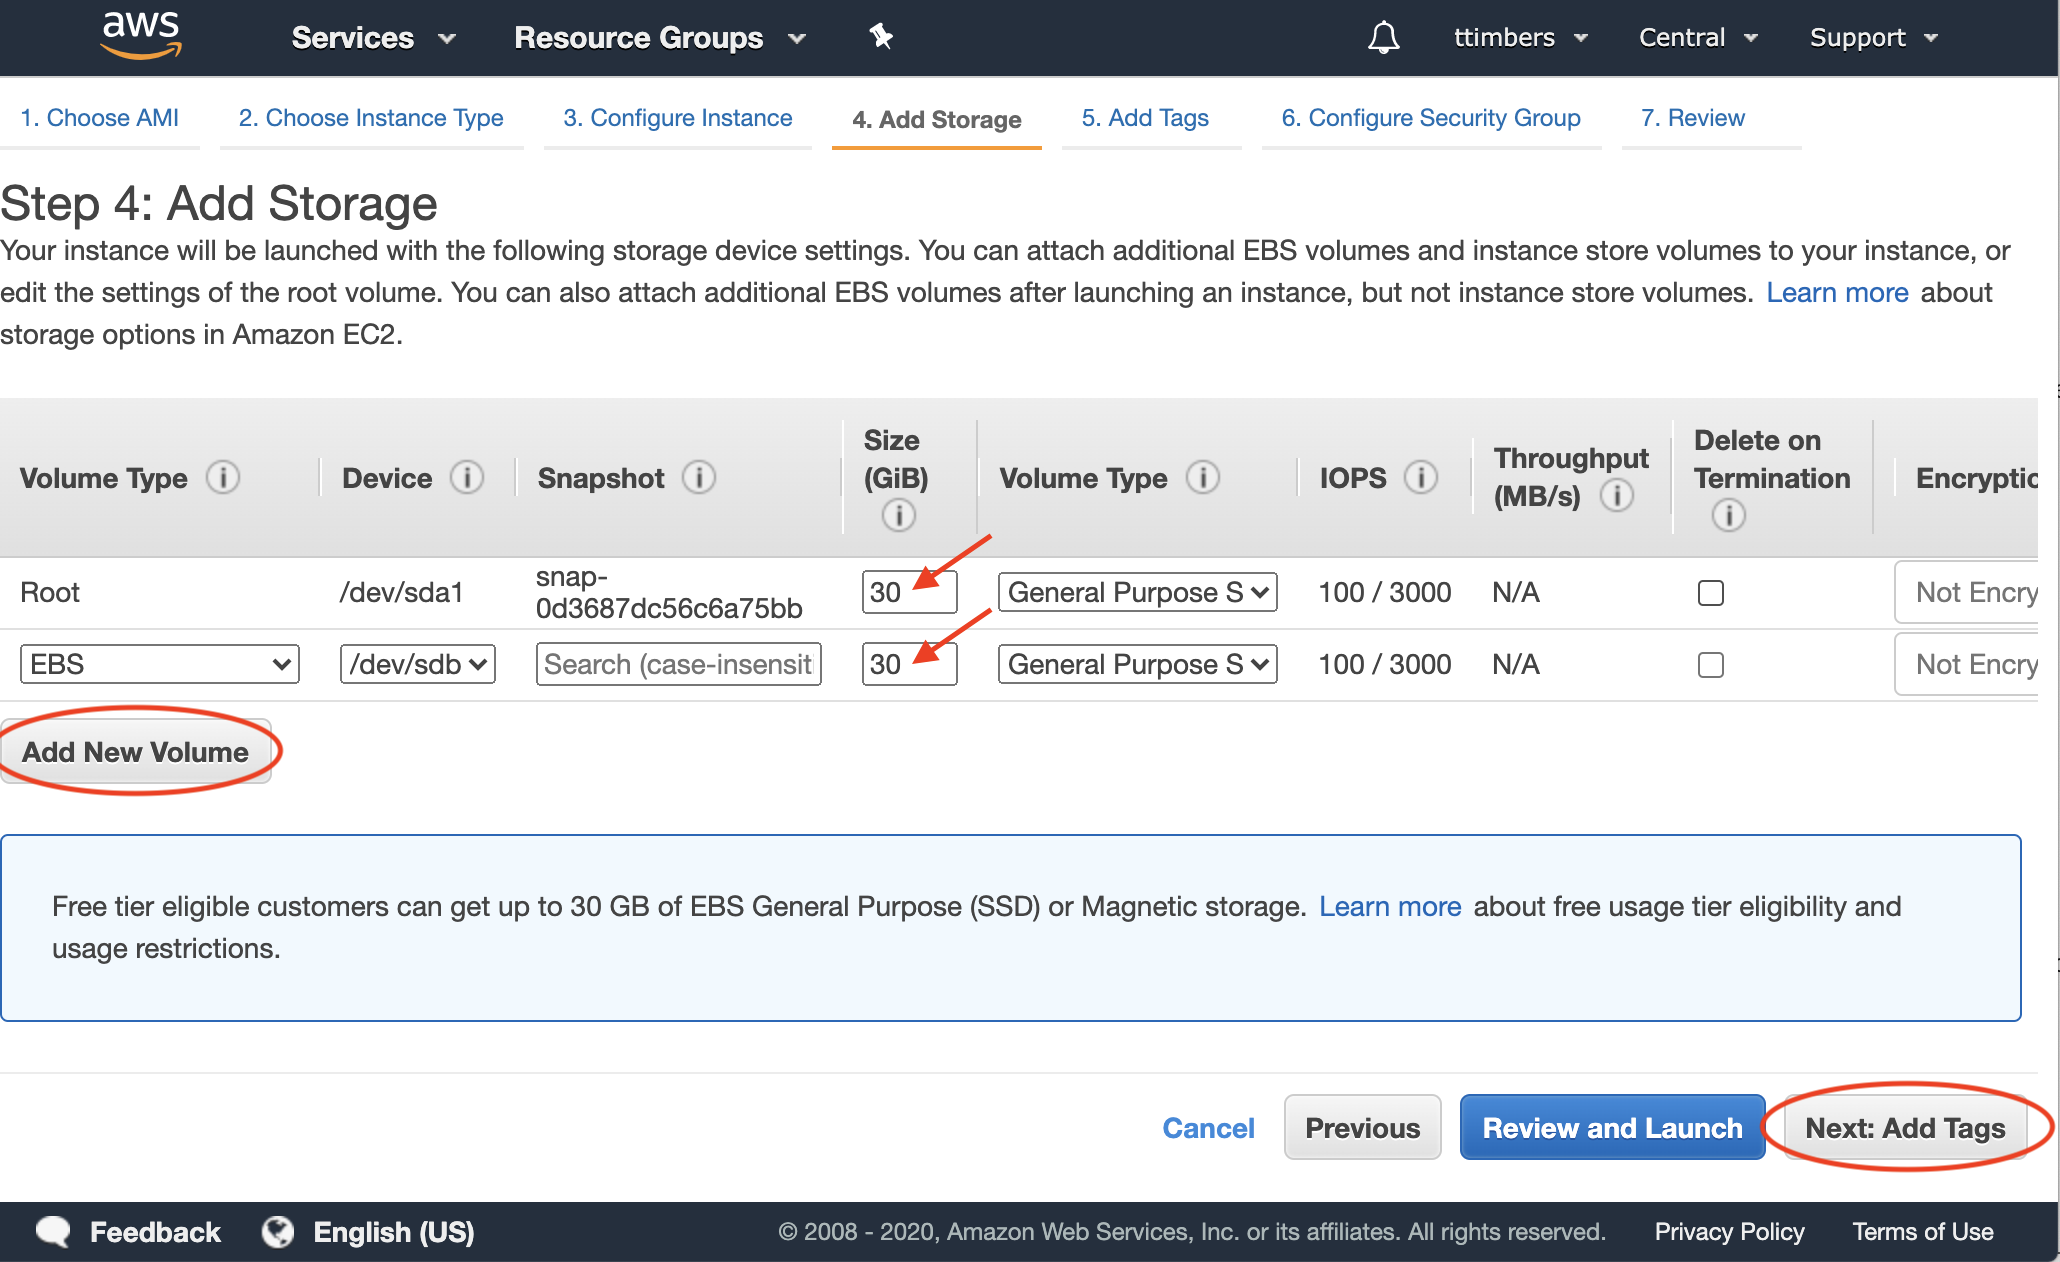 aws
Services
Resource Groups
ttimbers
Central
Support
1. Choose AMI
2. Choose Instance Type
3. Configure Instance
4. Add Storage
5. Add Tags
6. Configure Security Group
7. Review
Step 4: Add Storage
Your instance will be launched with the following storage device settings. You can attach additional EBS volumes and instance store volumes to your instance, or
edit the settings of the root volume. You can also attach additional EBS volumes after launching an instance, but not instance store volumes. Learn more about
storage options in Amazon EC2.
Volume Type
Device
Snapshot
Size
(GiB)
Volume Type
IOPS
Throughput
(MB/s)
Delete on
Termination
Encryptio
Root
/dev/sda1
snap-
0d3687dc56c6a75bb
30
General Purpose S
100 / 3000
N/A
Not Encry
EBS
/dev/sdb
Search (case-insensit
30
General Purpose S
100 / 3000
N/A
Not Encry
Add New Volume
Free tier eligible customers can get up to 30 GB of EBS General Purpose (SSD) or Magnetic storage. Learn more about free usage tier eligibility and
usage restrictions.
Cancel
Previous
Review and Launch
Next: Add Tags
Feedback
English (US)
© 2008 - 2020, Amazon Web Services, Inc. or its affiliates. All rights reserved.
Privacy Policy
Terms of Use